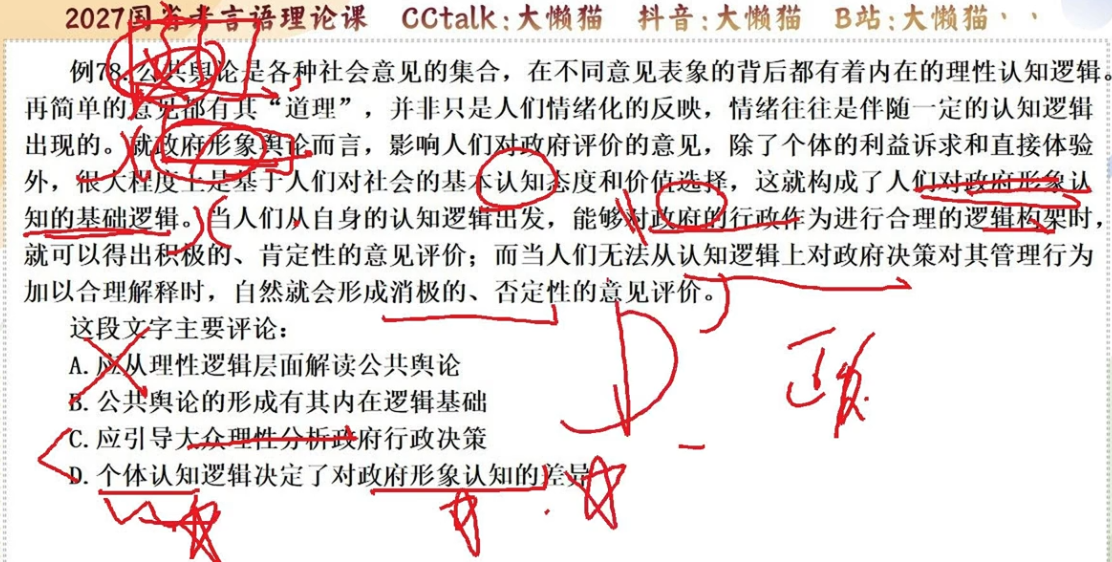 2027国省考言语理论课 CCtalk:大懒猫 抖音:大懒猫 B站:大懒猫
例78.公共舆论是各种社会意见的集合，在不同意见表象的背后都有着内在的理性认知逻辑。
再简单的意见都有其“道理”，并非只是人们情绪化的反映，情绪往往是伴随一定的认知逻辑
出现的。就政府形象舆论而言，影响人们对政府评价的意见，除了个体的利益诉求和直接体验
外，很大程度上是基于人们对社会的基本认知态度和价值选择，这就构成了人们对政府形象认
知的基础逻辑。当人们从自身的认知逻辑出发，能够对政府的行政作为进行合理的逻辑构架时，
就可以得出积极的、肯定性的意见评价；而当人们无法从认知逻辑上对政府决策对其管理行为
加以合理解释时，自然就会形成消极的、否定性的意见评价。
这段文字主要评论：
A.应从理性逻辑层面解读公共舆论
B.公共舆论的形成有其内在逻辑基础
C.应引导大众理性分析政府行政决策
D.个体认知逻辑决定了对政府形象认知的差异